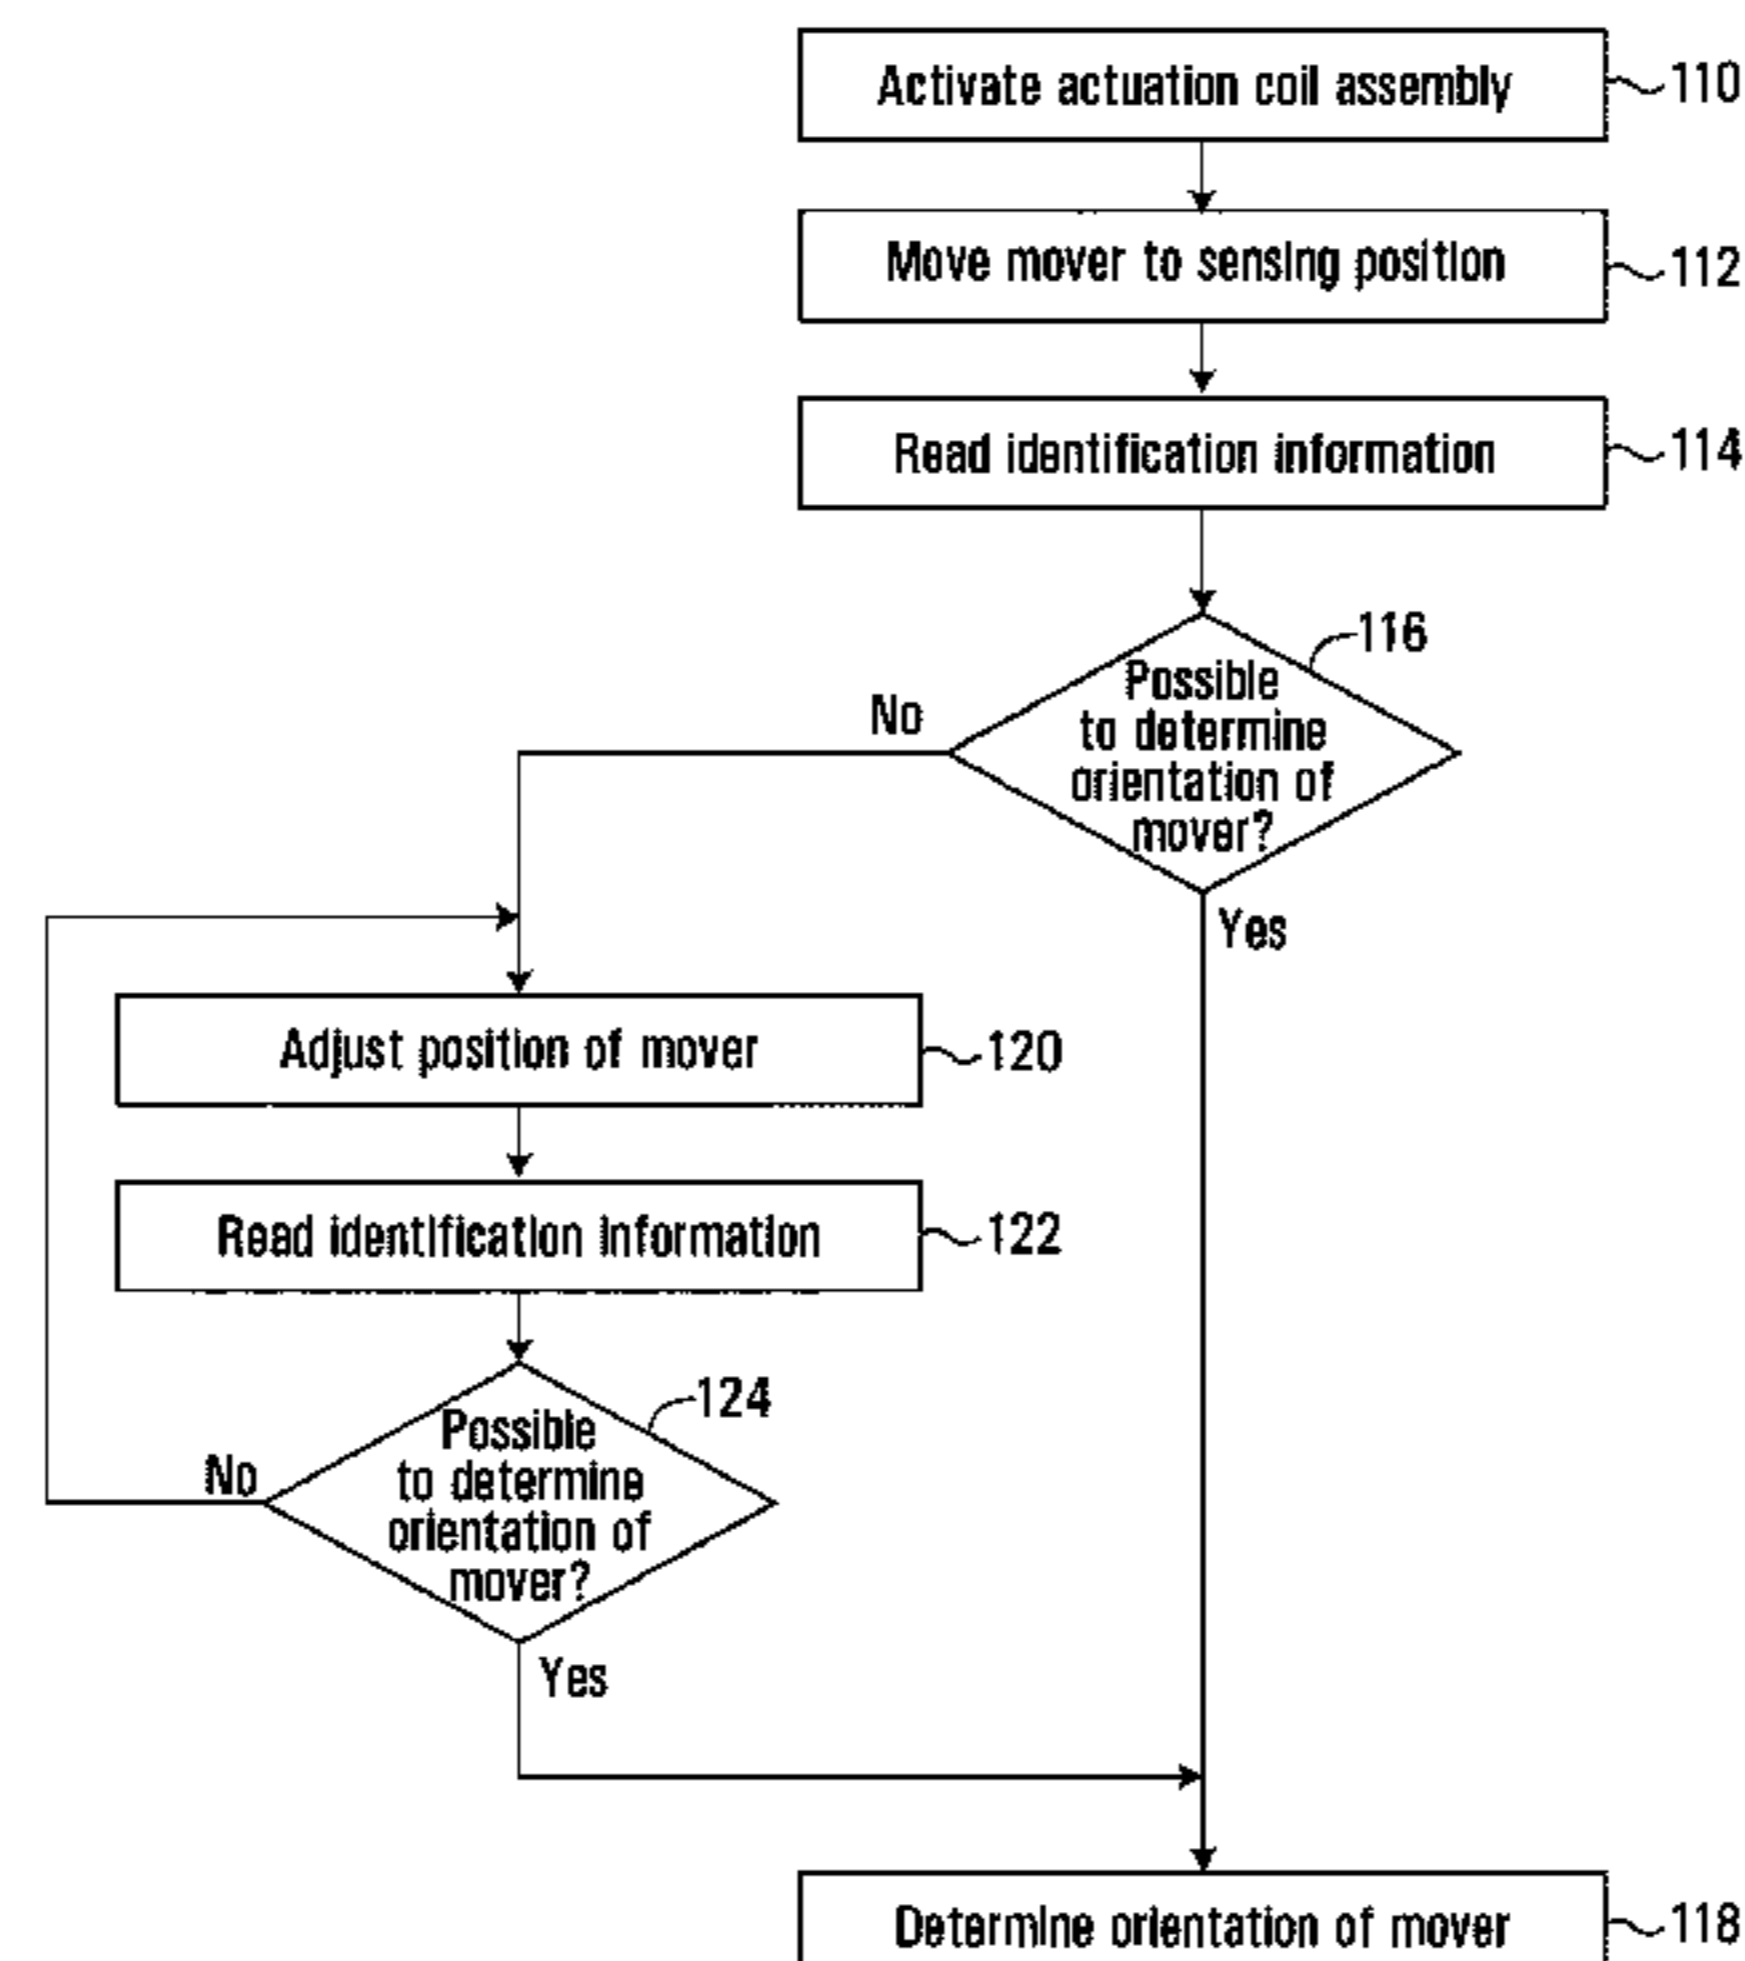 Activate actuation coil assembly
110
Move mover to sensing position
112
Read identification information
114
116
Possible
to determine
orientation of
mover?
No
Yes
Adjust position of mover
120
Read identification information
122
124
Possible
to determine
orientation of
mover?
No
Yes
Determine orientation of mover
118